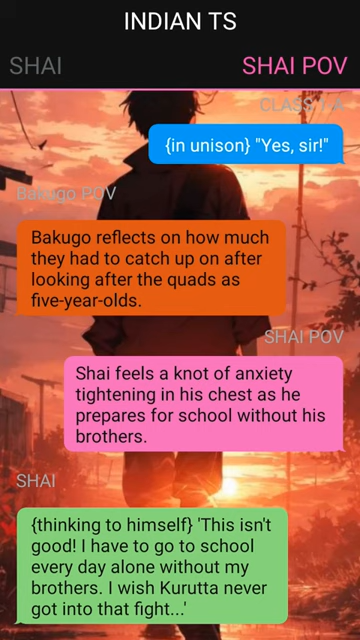 INDIAN TS
SHAI
SHAI POV
CLASS 1-A
{in unison} "Yes, sir!"
Bakugo POV
Bakugo reflects on how much
they had to catch up on after
looking after the quads as
five-year-olds.
SHAI POV
Shai feels a knot of anxiety
tightening in his chest as he
prepares for school without his
brothers.
SHAI
{thinking to himself} 'This isn't
good! I have to go to school
every day alone without my
brothers. I wish Kurutta never
got into that fight...'